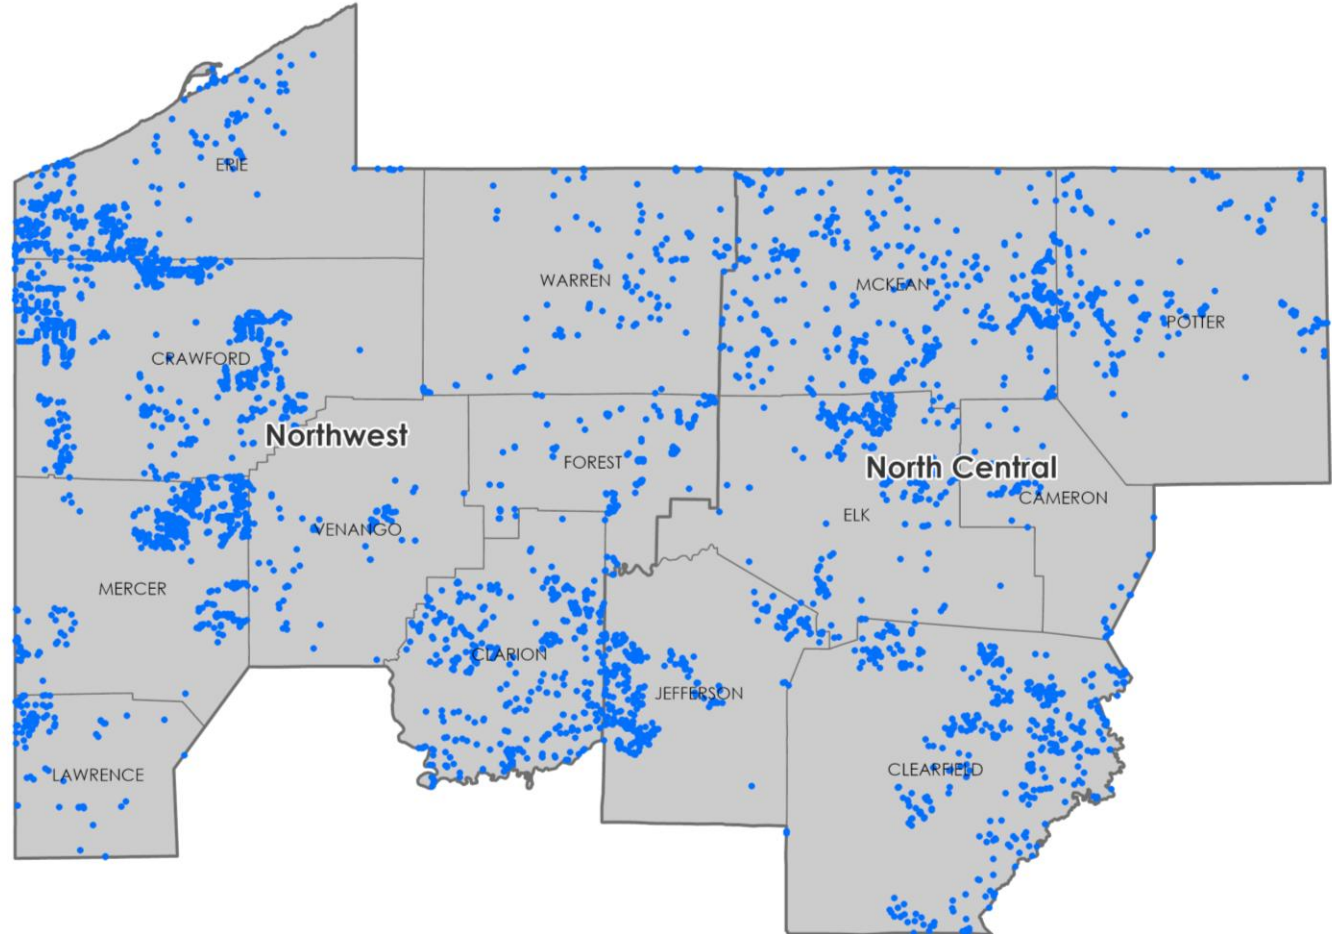 ERIE
WARREN
MCKEAN
POTTER
CRAWFORD
Northwest
FOREST
North Central
CAMERON
ELK
VENANGO
MERCER
CLARION
JEFFERSON
CLEARFIELD
LAWRENCE